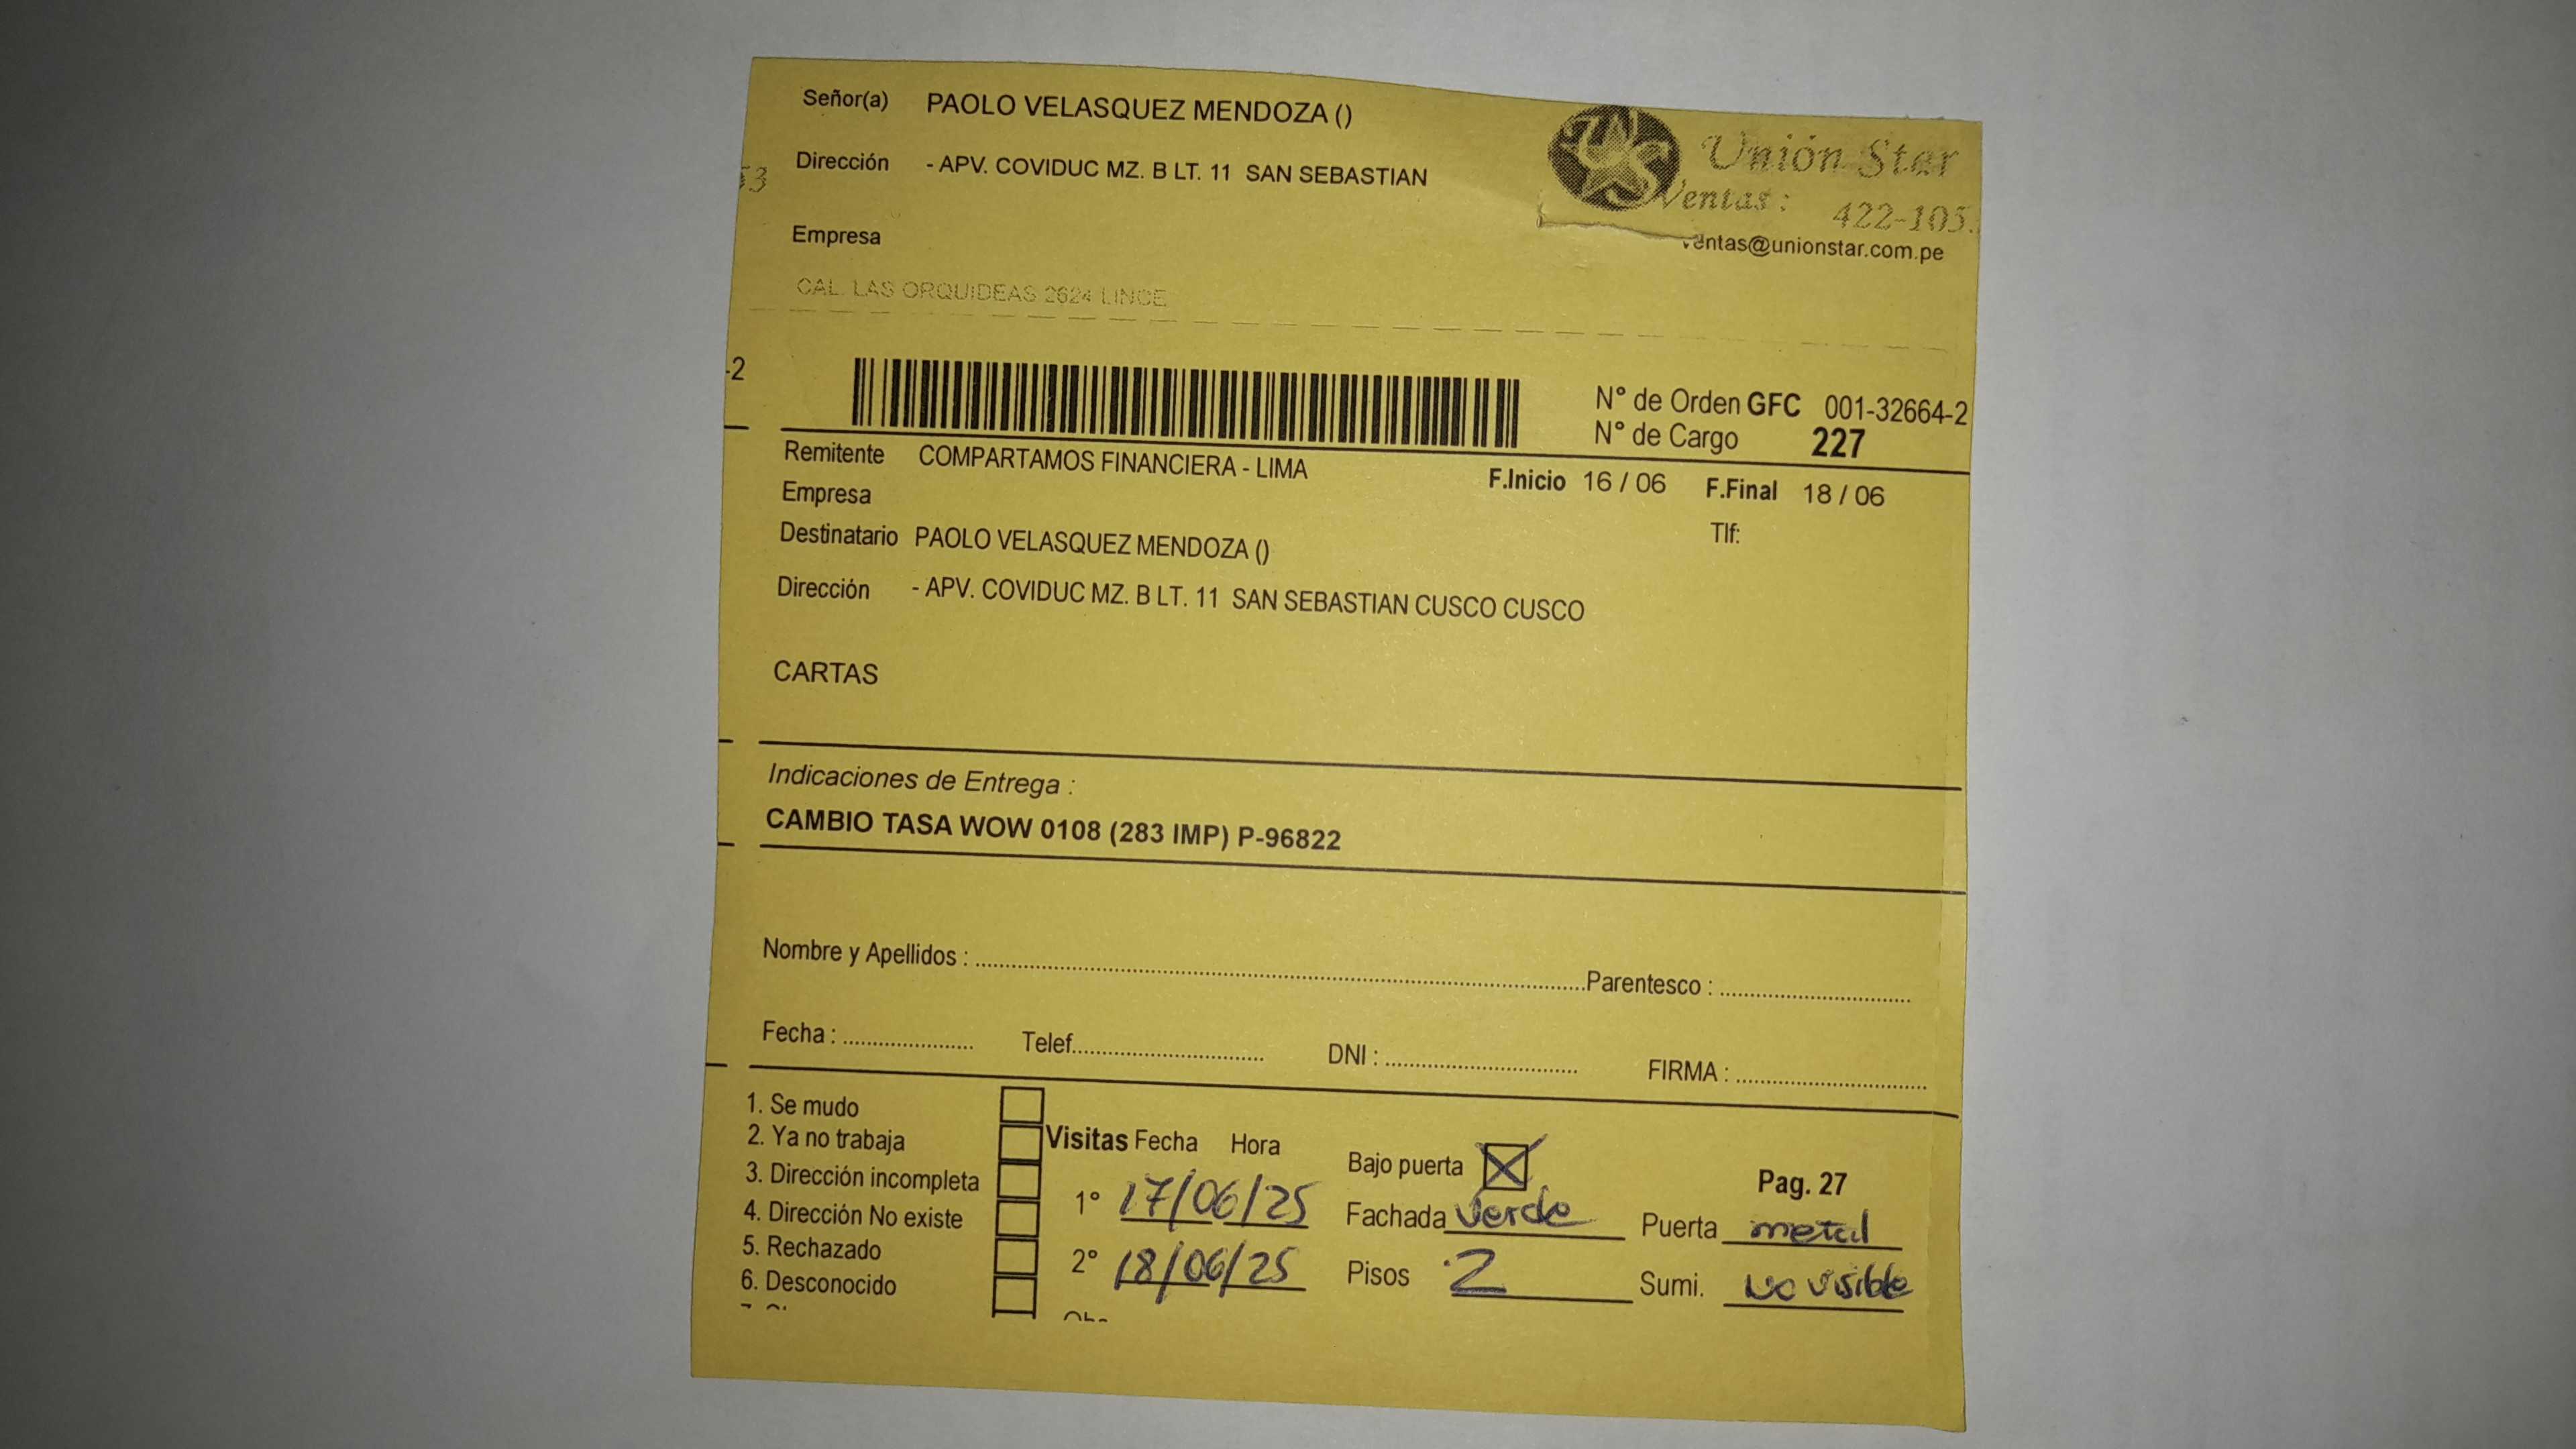 Señor(a) PAOLO VELASQUEZ MENDOZA ()
Unión Star
Dirección - APV. COVIDUC MZ. B LT. 11 SAN SEBASTIAN
53
Ventas: 422-105
Empresa
ventas@unionstar.com.pe
CAL. LAS ORQUIDEAS 2624 LINCE
-2
N° de Orden GFC 001-32664-2
N° de Cargo 227
Remitente COMPARTAMOS FINANCIERA - LIMA
F.Inicio 16 / 06 F.Final 18 / 06
Empresa
Destinatario PAOLO VELASQUEZ MENDOZA () Tlf:
Dirección - APV. COVIDUC MZ. B LT. 11 SAN SEBASTIAN CUSCO CUSCO
CARTAS
Indicaciones de Entrega :
CAMBIO TASA WOW 0108 (283 IMP) P-96822
Nombre y Apellidos : Parentesco :
Fecha : Telef. DNI : FIRMA :
1. Se mudo
2. Ya no trabaja
3. Dirección incompleta
4. Dirección No existe
5. Rechazado
6. Desconocido
Visitas Fecha Hora
1° 17/06/25
2° 18/06/25
Bajo puerta X Pag. 27
Fachada Verde Puerta metal
Pisos 2 Sumi. No visible